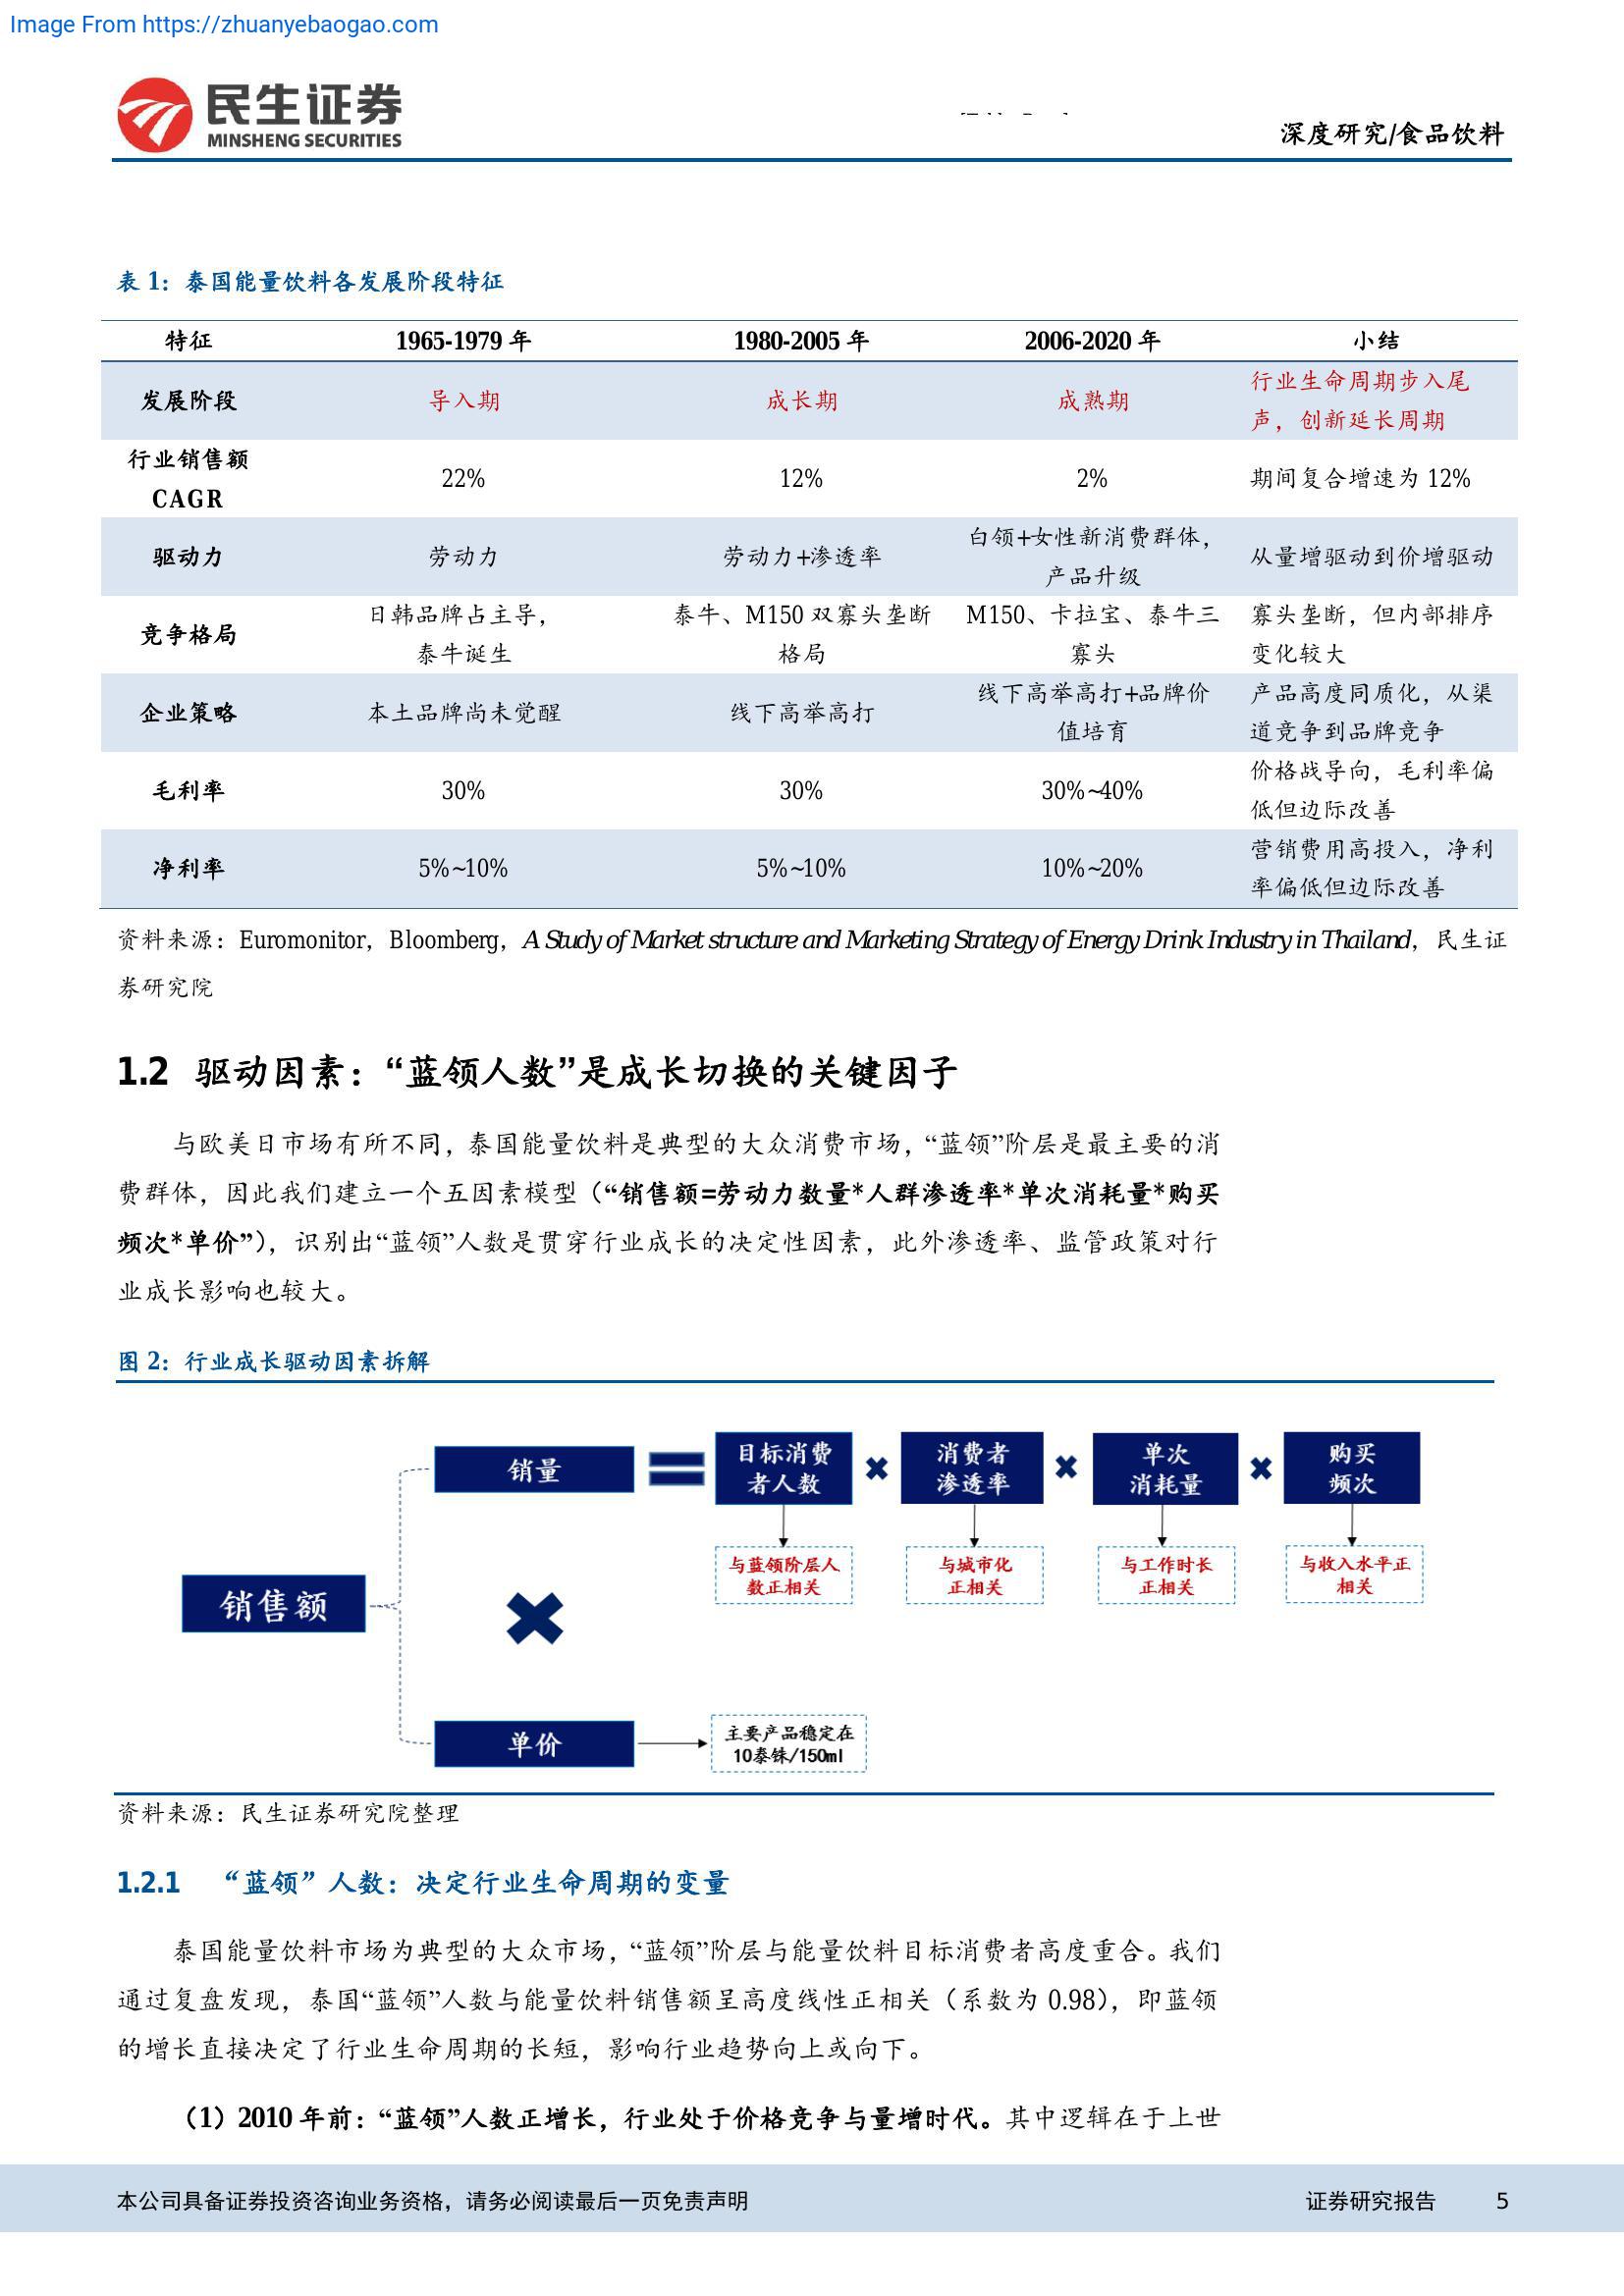 Image From https://zhuanyebaogao.com
民生证券
MINSHENG SECURITIES
深度研究/食品饮料
表 1：泰国能量饮料各发展阶段特征
特征 1965-1979 年 1980-2005 年 2006-2020 年 小结
发展阶段 导入期 成长期 成熟期 行业生命周期步入尾
声，创新延长周期
行业销售额
CAGR 22% 12% 2% 期间复合增速为 12%
驱动力 劳动力 劳动力+渗透率 白领+女性新消费群体，
产品升级 从量增驱动到价增驱动
竞争格局 日韩品牌占主导，
泰牛诞生 泰牛、M150 双寡头垄断
格局 M150、卡拉宝、泰牛三
寡头 寡头垄断，但内部排序
变化较大
企业策略 本土品牌尚未觉醒 线下高举高打 线下高举高打+品牌价
值培育 产品高度同质化，从渠
道竞争到品牌竞争
毛利率 30% 30% 30%~40% 价格战导向，毛利率偏
低但边际改善
净利率 5%~10% 5%~10% 10%~20% 营销费用高投入，净利
率偏低但边际改善
资料来源：Euromonitor，Bloomberg，A Study of Market structure and Marketing Strategy of Energy Drink Industry in Thailand，民生证
券研究院
1.2 驱动因素：“蓝领人数”是成长切换的关键因子
与欧美日市场有所不同，泰国能量饮料是典型的大众消费市场，“蓝领”阶层是最主要的消
费群体，因此我们建立一个五因素模型（“销售额=劳动力数量*人群渗透率*单次消耗量*购买
频次*单价”），识别出“蓝领”人数是贯穿行业成长的决定性因素，此外渗透率、监管政策对行
业成长影响也较大。
图 2：行业成长驱动因素拆解
销售额
销量
目标消费
者人数
消费者
渗透率
单次
消耗量
购买
频次
与蓝领阶层人
数正相关
与城市化
正相关
与工作时长
正相关
与收入水平正
相关
单价
主要产品稳定在
10泰铢/150ml
资料来源：民生证券研究院整理
1.2.1 “蓝领”人数：决定行业生命周期的变量
泰国能量饮料市场为典型的大众市场，“蓝领”阶层与能量饮料目标消费者高度重合。我们
通过复盘发现，泰国“蓝领”人数与能量饮料销售额呈高度线性正相关（系数为 0.98），即蓝领
的增长直接决定了行业生命周期的长短，影响行业趋势向上或向下。
（1）2010 年前：“蓝领”人数正增长，行业处于价格竞争与量增时代。其中逻辑在于上世
本公司具备证券投资咨询业务资格，请务必阅读最后一页免责声明 证券研究报告 5